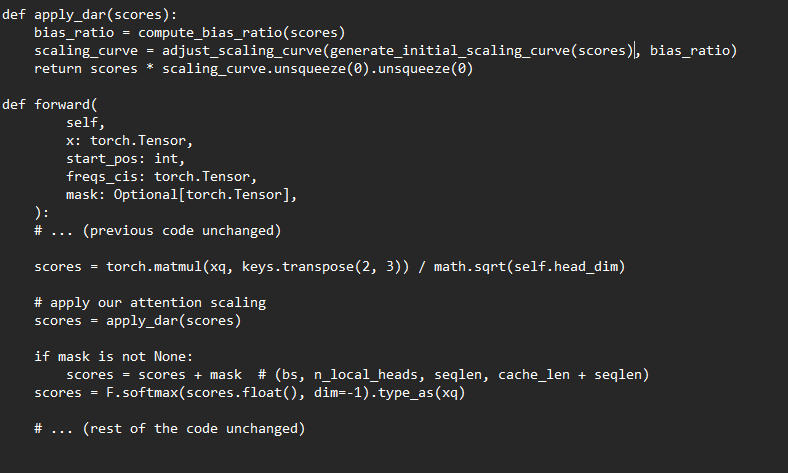 def apply_dar(scores):
    bias_ratio = compute_bias_ratio(scores)
    scaling_curve = adjust_scaling_curve(generate_initial_scaling_curve(scores), bias_ratio)
    return scores * scaling_curve.unsqueeze(0).unsqueeze(0)

def forward(
        self,
        x: torch.Tensor,
        start_pos: int,
        freqs_cis: torch.Tensor,
        mask: Optional[torch.Tensor],
    ):
    # ... (previous code unchanged)

    scores = torch.matmul(xq, keys.transpose(2, 3)) / math.sqrt(self.head_dim)

    # apply our attention scaling
    scores = apply_dar(scores)

    if mask is not None:
        scores = scores + mask  # (bs, n_local_heads, seqlen, cache_len + seqlen)
    scores = F.softmax(scores.float(), dim=-1).type_as(xq)

    # ... (rest of the code unchanged)